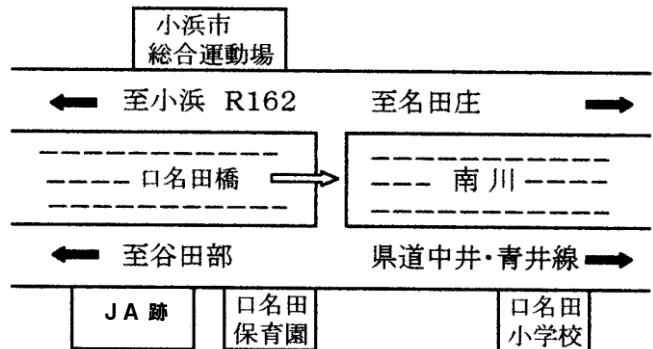 小浜市
総合運動場
至小浜 R162 至名田庄
口名田橋 南川
至谷田部 県道中井・青井線
JA跡
口名田
保育園
口名田
小学校